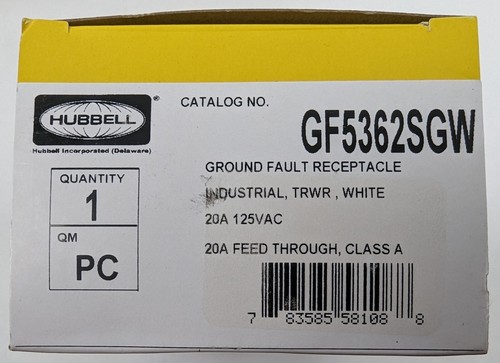 HUBBELL
®
Hubbell Incorporated (Delaware)
CATALOG NO.
GF5362SGW
GROUND FAULT RECEPTACLE
INDUSTRIAL, TRWR , WHITE
20A 125VAC
20A FEED THROUGH, CLASS A
QUANTITY
1
QM
PC
7 83585 58108 8